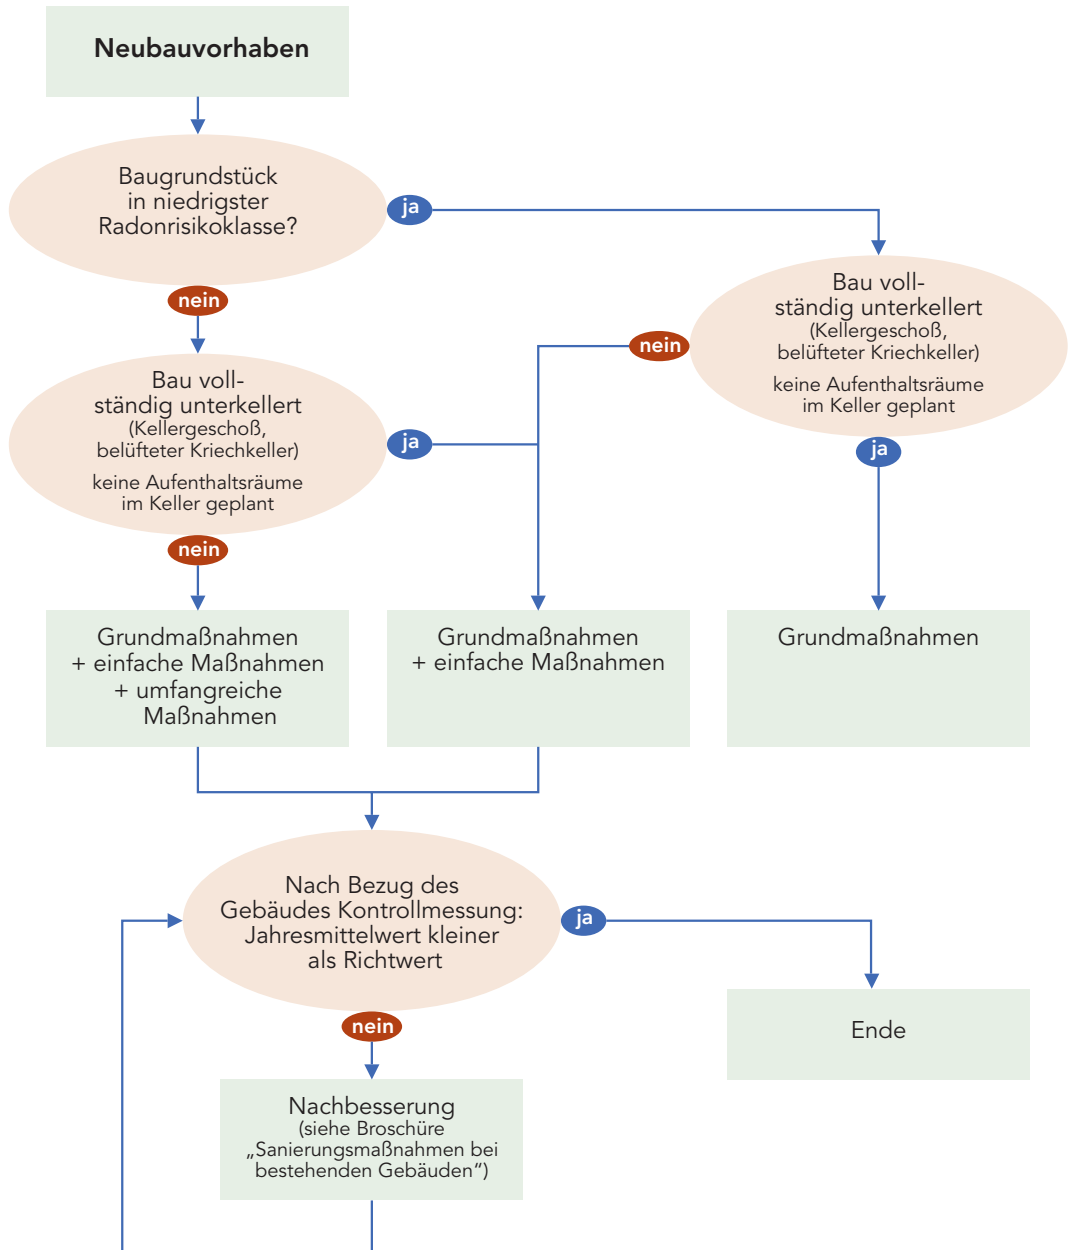 Neubauvorhaben
Baugrundstück
in niedrigster
Radonrisikoklasse?
ja
nein
Bau voll-
ständig unterkellert
(Kellergeschoß,
belüfteter Kriechkeller)
keine Aufenthaltsräume
im Keller geplant
nein
ja
Bau voll-
ständig unterkellert
(Kellergeschoß,
belüfteter Kriechkeller)
keine Aufenthaltsräume
im Keller geplant
ja
nein
Grundmaßnahmen
+ einfache Maßnahmen
+ umfangreiche
Maßnahmen
Grundmaßnahmen
+ einfache Maßnahmen
Grundmaßnahmen
Nach Bezug des
Gebäudes Kontrollmessung:
Jahresmittelwert kleiner
als Richtwert
ja
nein
Ende
Nachbesserung
(siehe Broschüre
„Sanierungsmaßnahmen bei
bestehenden Gebäuden“)